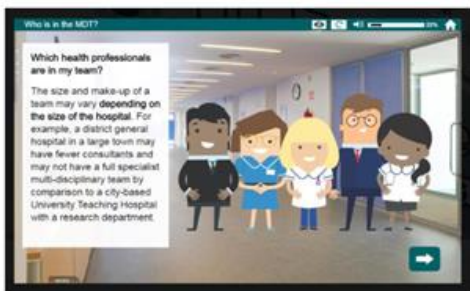 Who is in the MDT?
Which health professionals
are in my team?
The size and make-up of a
team may vary depending on
the size of the hospital. For
example, a district general
hospital in a large town may
have fewer consultants and
may not have a full specialist
multi-disciplinary team by
comparison to a city-based
University Teaching Hospital
with a research department.